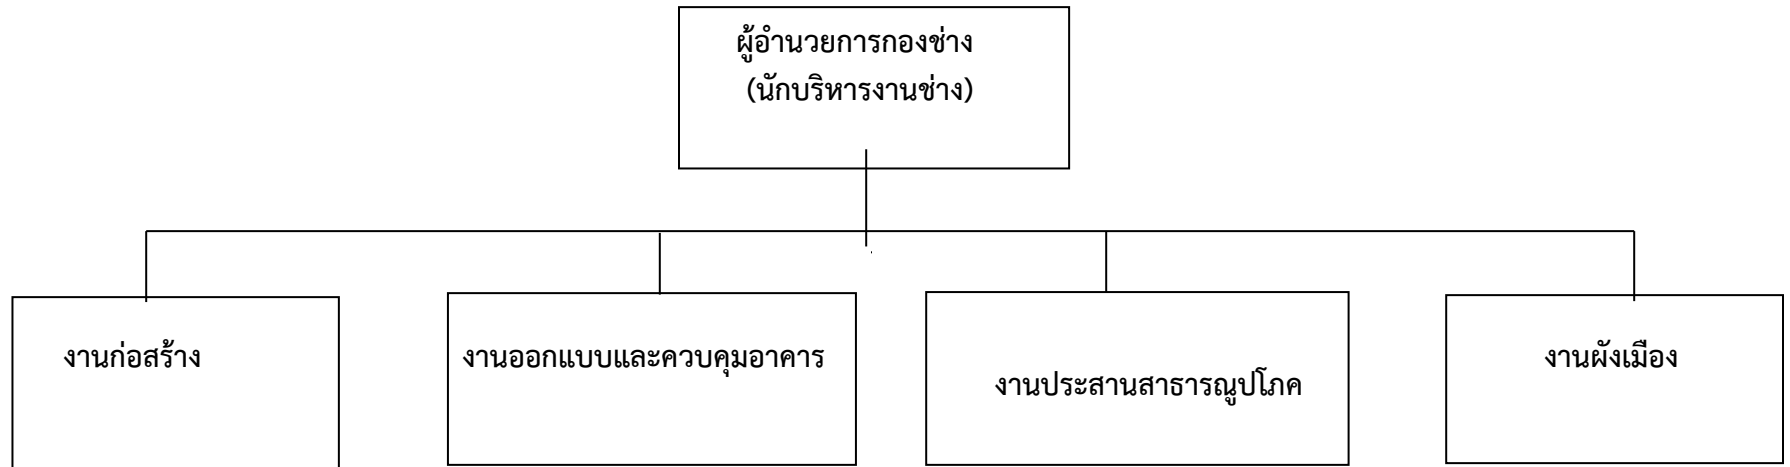 ผู้อำนวยการกองช่าง
(นักบริหารงานช่าง)
งานก่อสร้าง
งานออกแบบและควบคุมอาคาร
งานประสานสาธารณูปโภค
งานผังเมือง